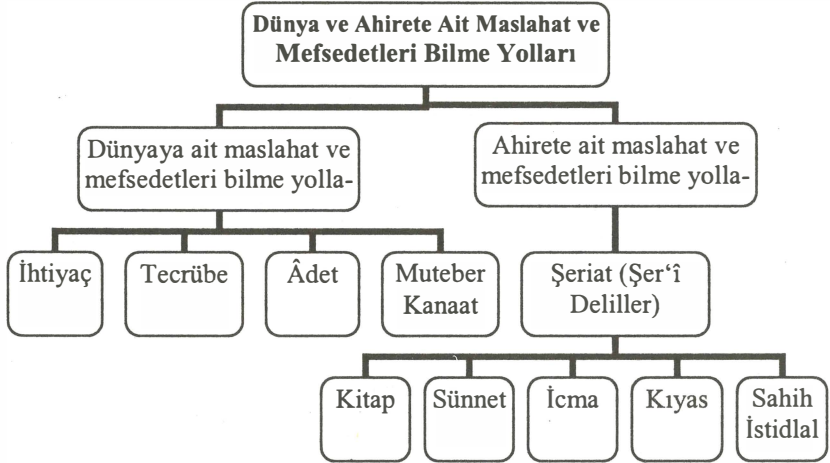 Dünya ve Ahirete Ait Maslahat ve
Mefsedetleri Bilme Yolları
Dünyaya ait maslahat ve
mefsedetleri bilme yolla-
Ahirete ait maslahat ve
mefsedetleri bilme yolla-
İhtiyaç
Tecrübe
Âdet
Muteber
Kanaat
Şeriat (Şer‘î
Deliller)
Kitap
Sünnet
İcma
Kıyas
Sahih
İstidlal